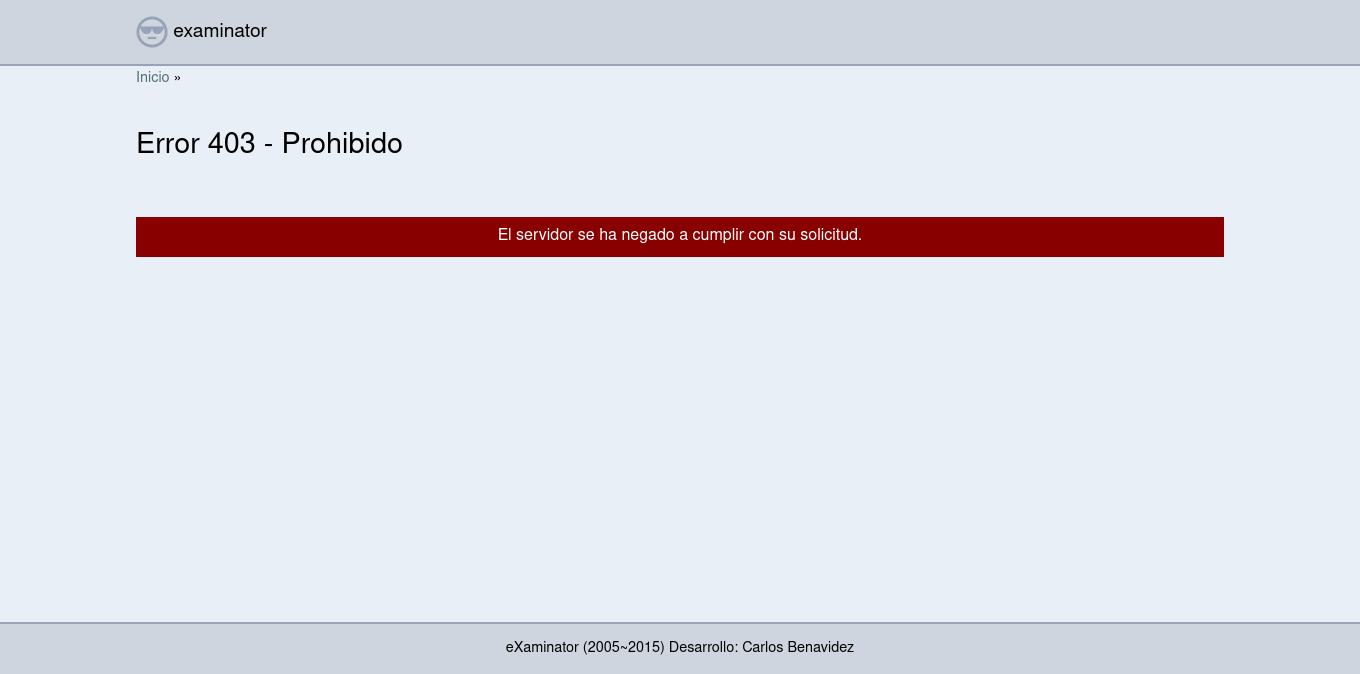 examinator
Inicio »
Error 403 - Prohibido
El servidor se ha negado a cumplir con su solicitud.
eXaminator (2005~2015) Desarrollo: Carlos Benavidez